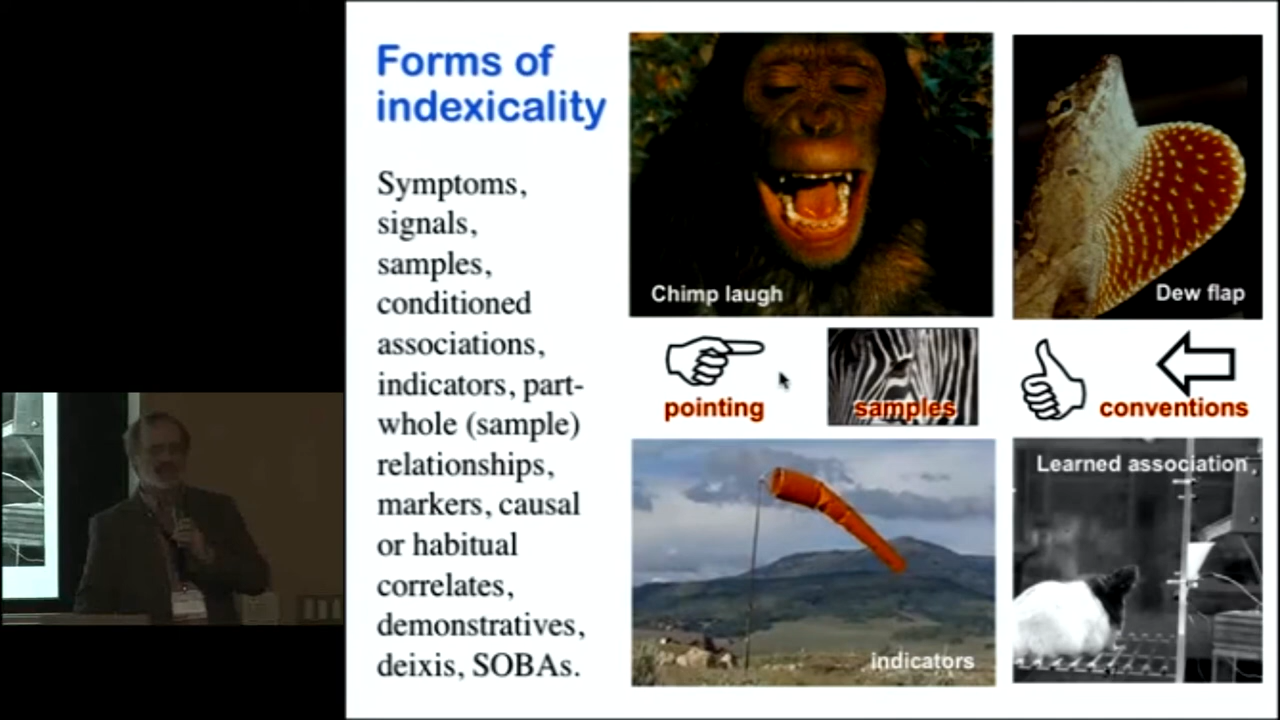 Forms of
indexicality
Symptoms,
signals,
samples,
conditioned
associations,
indicators, part-
whole (sample)
relationships,
markers, causal
or habitual
correlates,
demonstratives,
deixis, SOBAs.
Chimp laugh
Dew flap
pointing
samples
conventions
indicators
Learned association